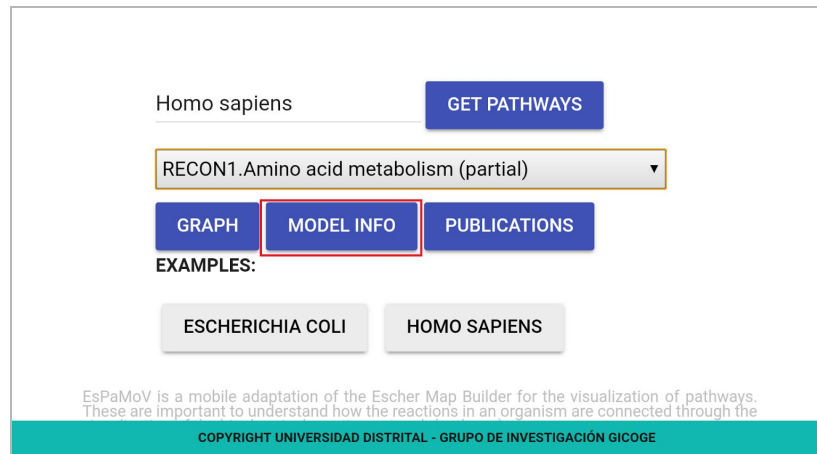 Homo sapiens
GET PATHWAYS
RECON1.Amino acid metabolism (partial)
GRAPH
MODEL INFO
PUBLICATIONS
EXAMPLES:
ESCHERICHIA COLI
HOMO SAPIENS
EsPaMoV is a mobile adaptation of the Escher Map Builder for the visualization of pathways.
These are important to understand how the reactions in an organism are connected through the
COPYRIGHT UNIVERSIDAD DISTRITAL - GRUPO DE INVESTIGACIÓN GICOGE